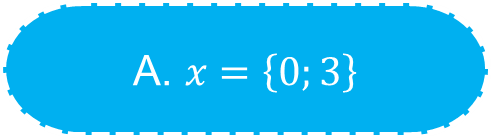 A. x = {0; 3}